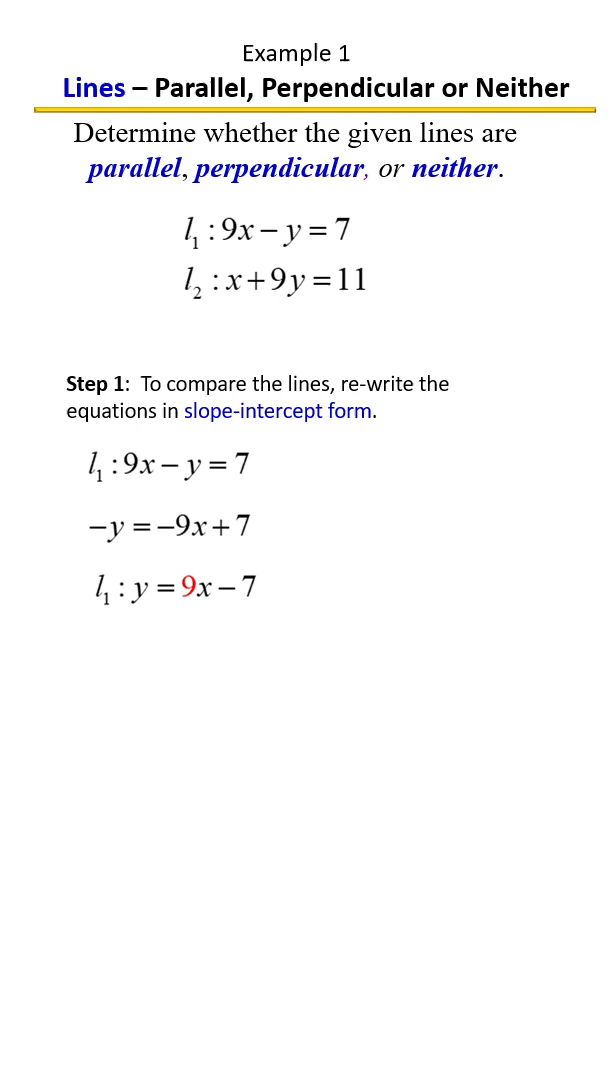 Example 1
Lines – Parallel, Perpendicular or Neither
Determine whether the given lines are
parallel, perpendicular, or neither.
l₁ : 9x − y = 7
l₂ : x + 9y = 11
Step 1: To compare the lines, re-write the
equations in slope-intercept form.
l₁ : 9x − y = 7
−y = −9x + 7
l₁ : y = 9x − 7